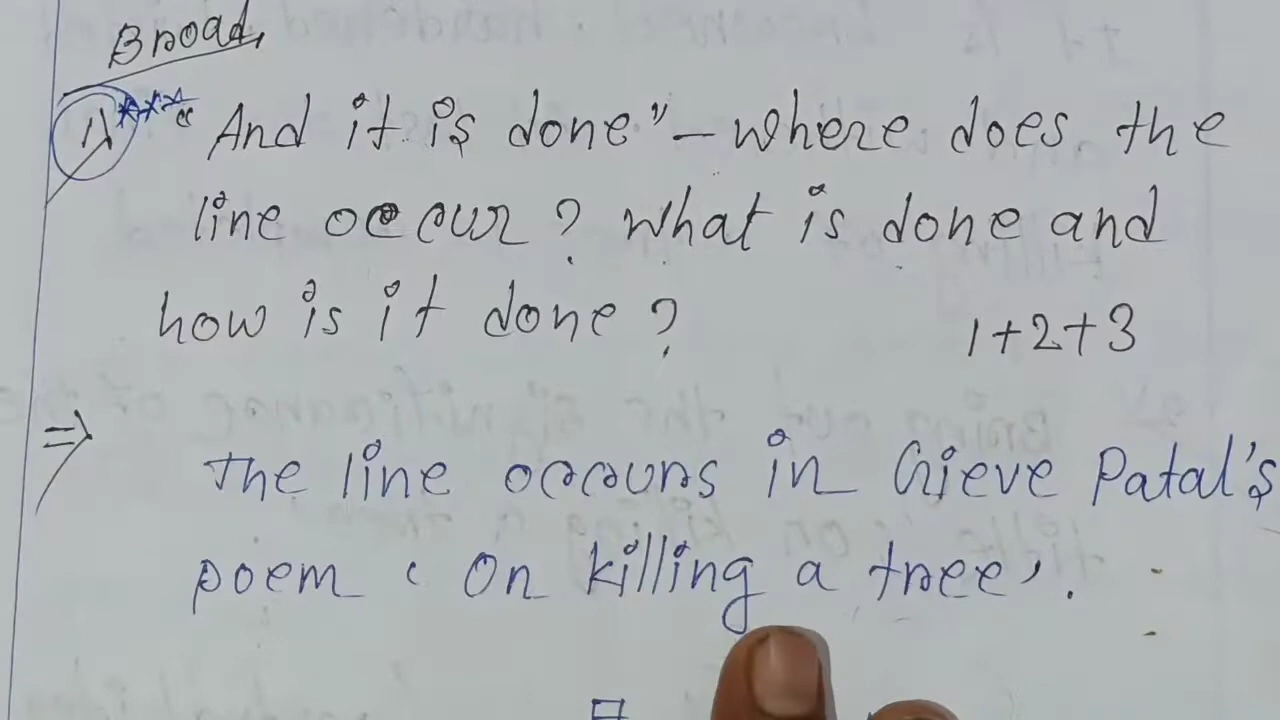 Broad,
1) *** "And it is done" – where does the
line occur? What is done and
how is it done?
1+2+3
⇒ The line occurs in Gieve Patal's
poem 'On killing a tree'.